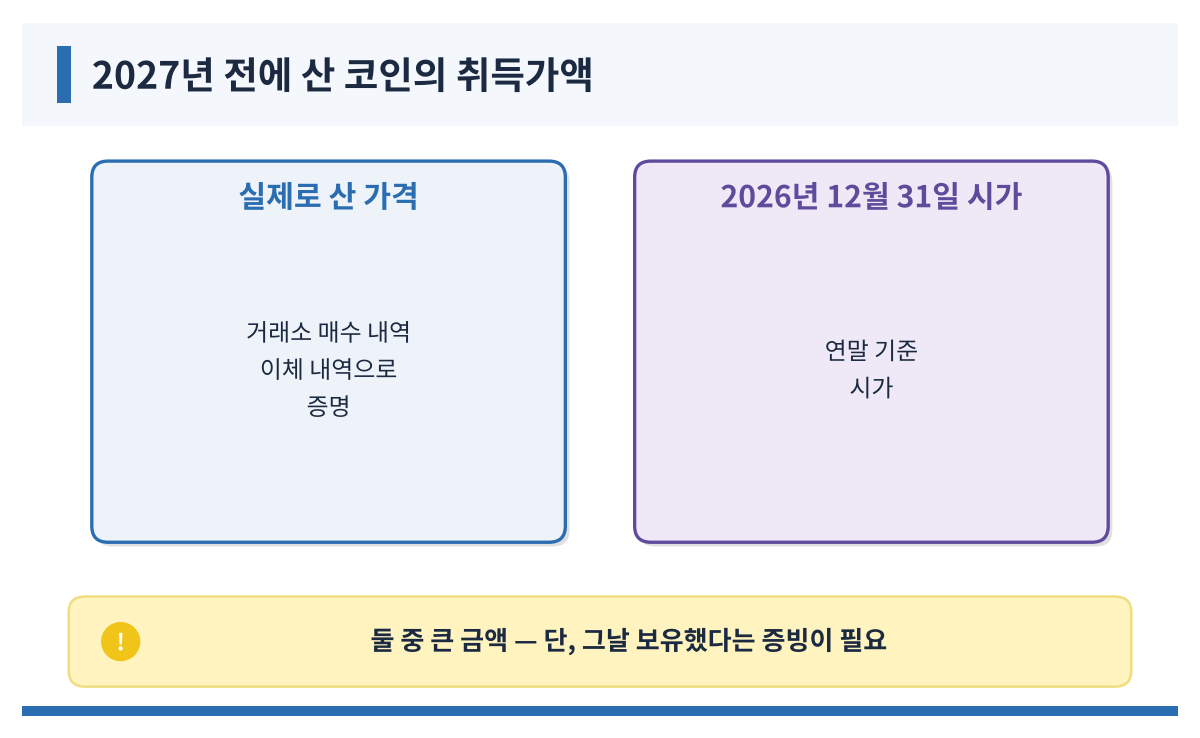 2027년 전에 산 코인의 취득가액
실제로 산 가격
거래소 매수 내역
이체 내역으로
증명
2026년 12월 31일 시가
연말 기준
시가
!
둘 중 큰 금액 — 단, 그날 보유했다는 증빙이 필요